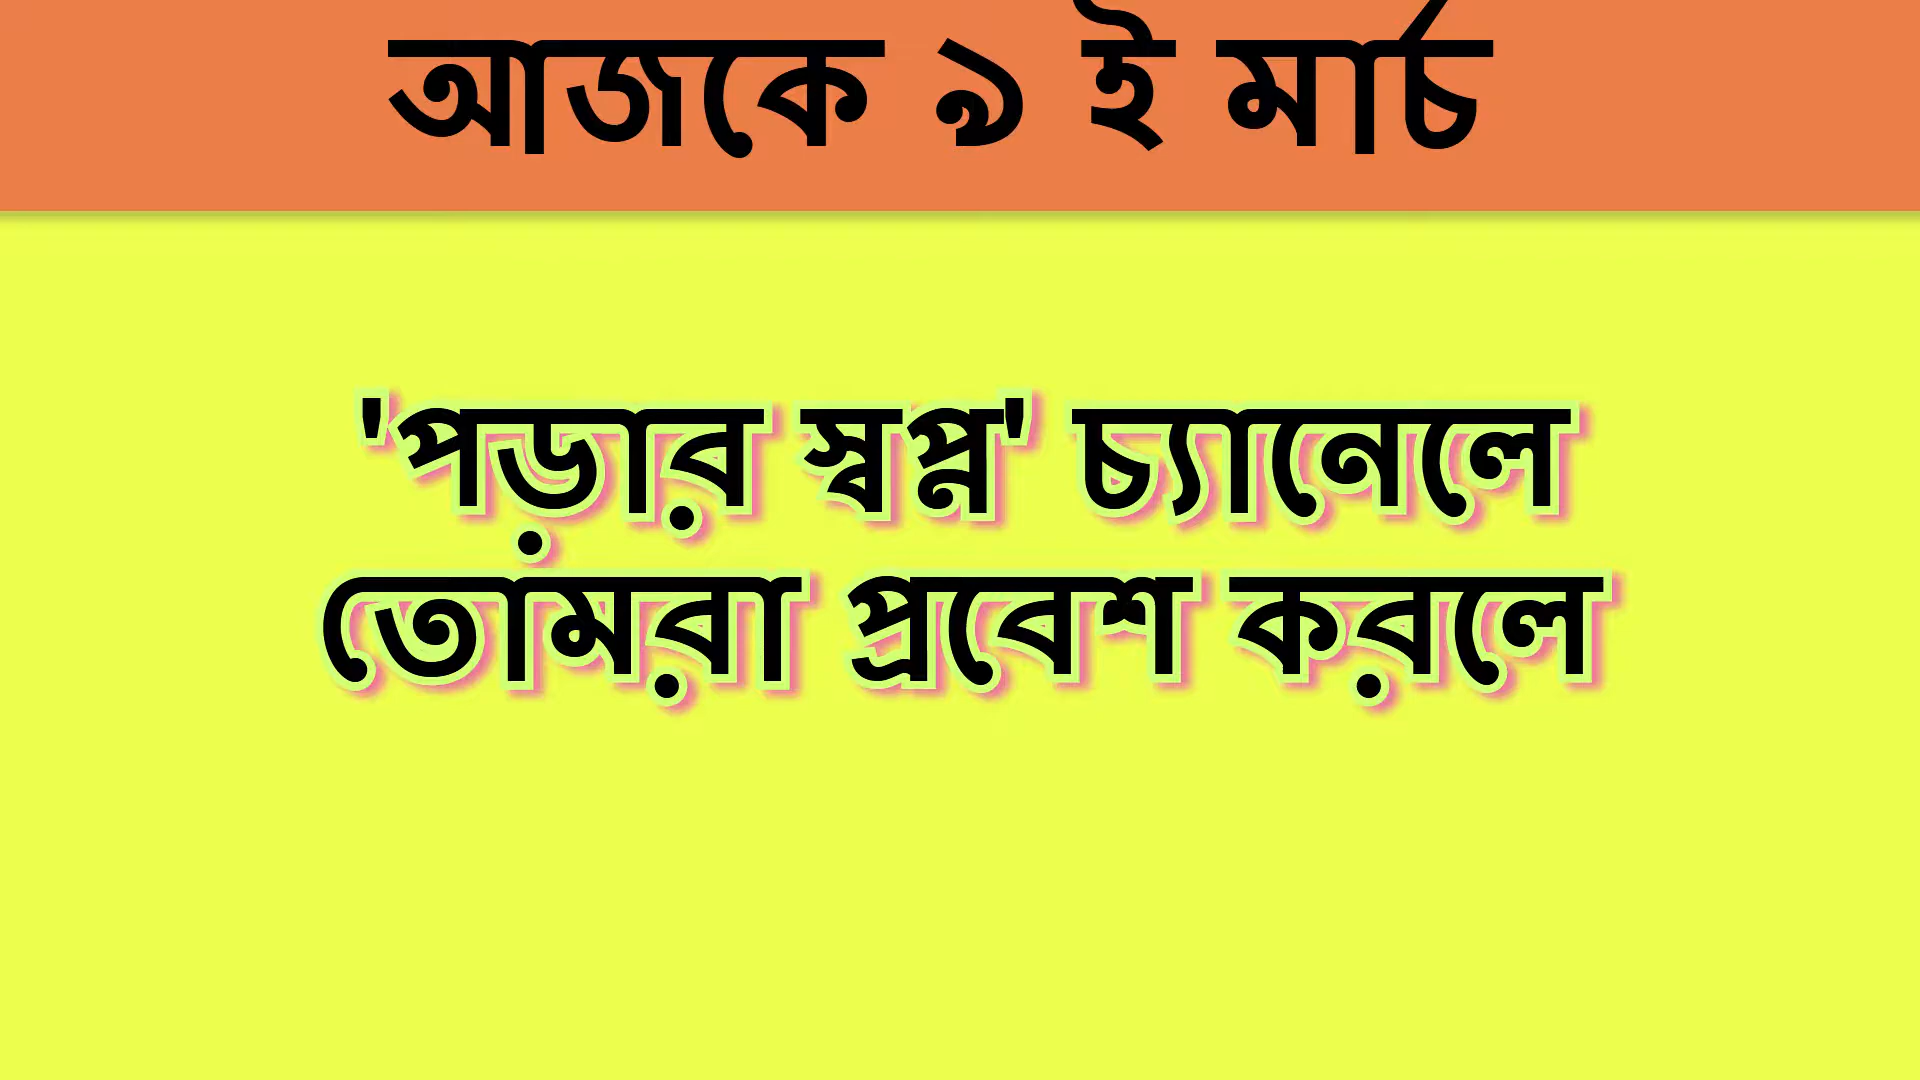 আজকে ৯ ই মার্চ
'পড়ার স্বপ্ন' চ্যানেলে
তোমরা প্রবেশ করলে